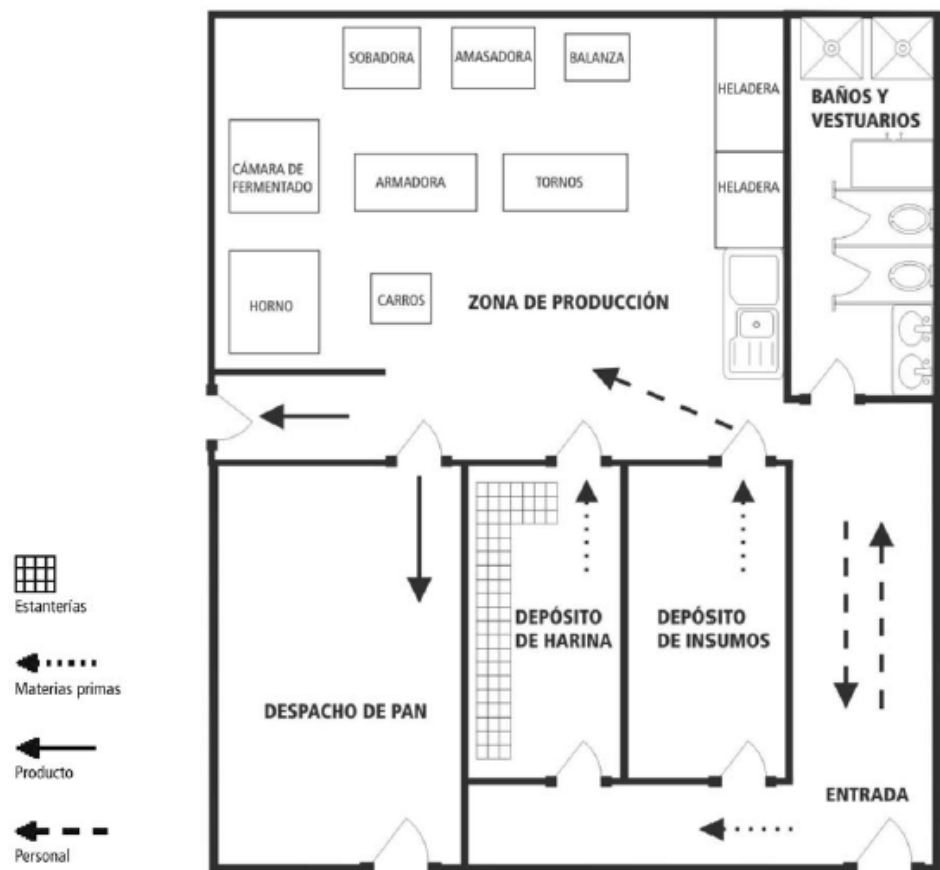 SOBADORA
AMASADORA
BALANZA
HELADERA
BAÑOS Y
VESTUARIOS
CÁMARA DE
FERMENTADO
ARMADORA
TORNOS
HELADERA
HORNO
CARROS
ZONA DE PRODUCCIÓN
Estanterías
Materias primas
Producto
Personal
DESPACHO DE PAN
DEPÓSITO
DE HARINA
DEPÓSITO
DE INSUMOS
ENTRADA